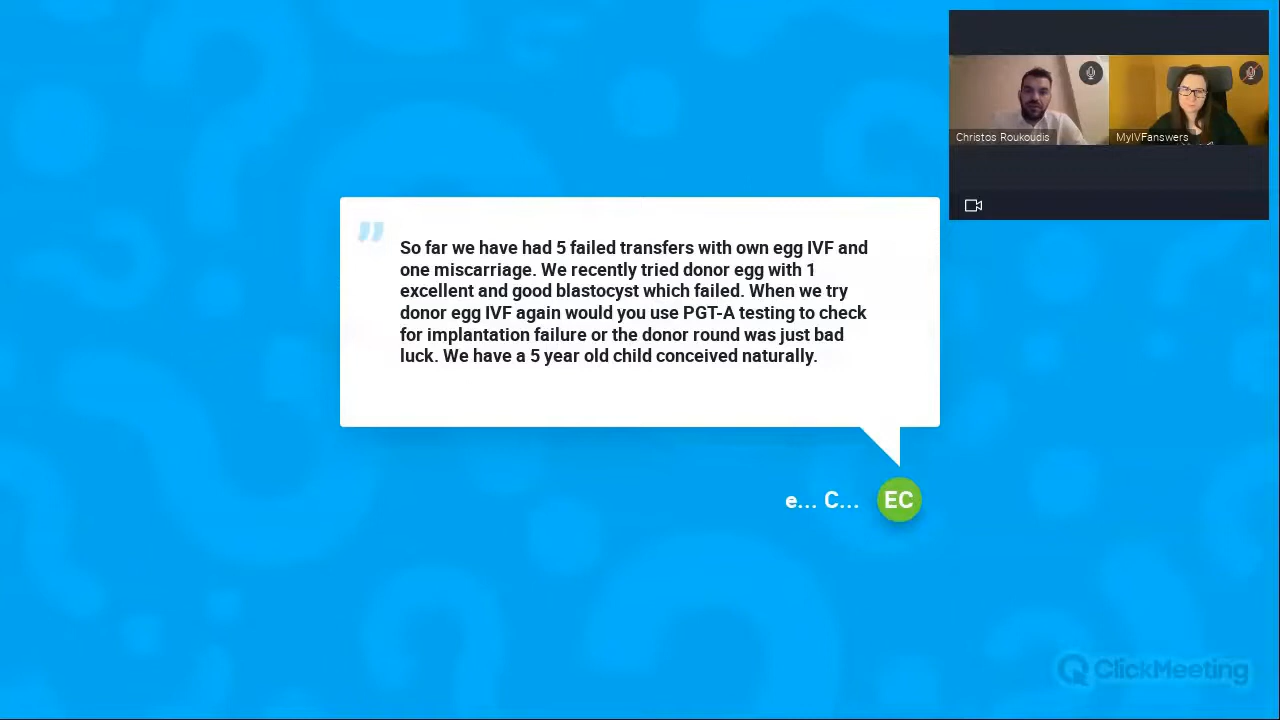 Christos Roukoudis
MyIVFanswers
So far we have had 5 failed transfers with own egg IVF and
one miscarriage. We recently tried donor egg with 1
excellent and good blastocyst which failed. When we try
donor egg IVF again would you use PGT-A testing to check
for implantation failure or the donor round was just bad
luck. We have a 5 year old child conceived naturally.
e... C...
EC
ClickMeeting